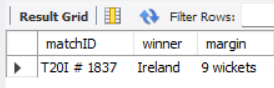 Result Grid Filter Rows:
matchID winner margin
T20I # 1837 Ireland 9 wickets